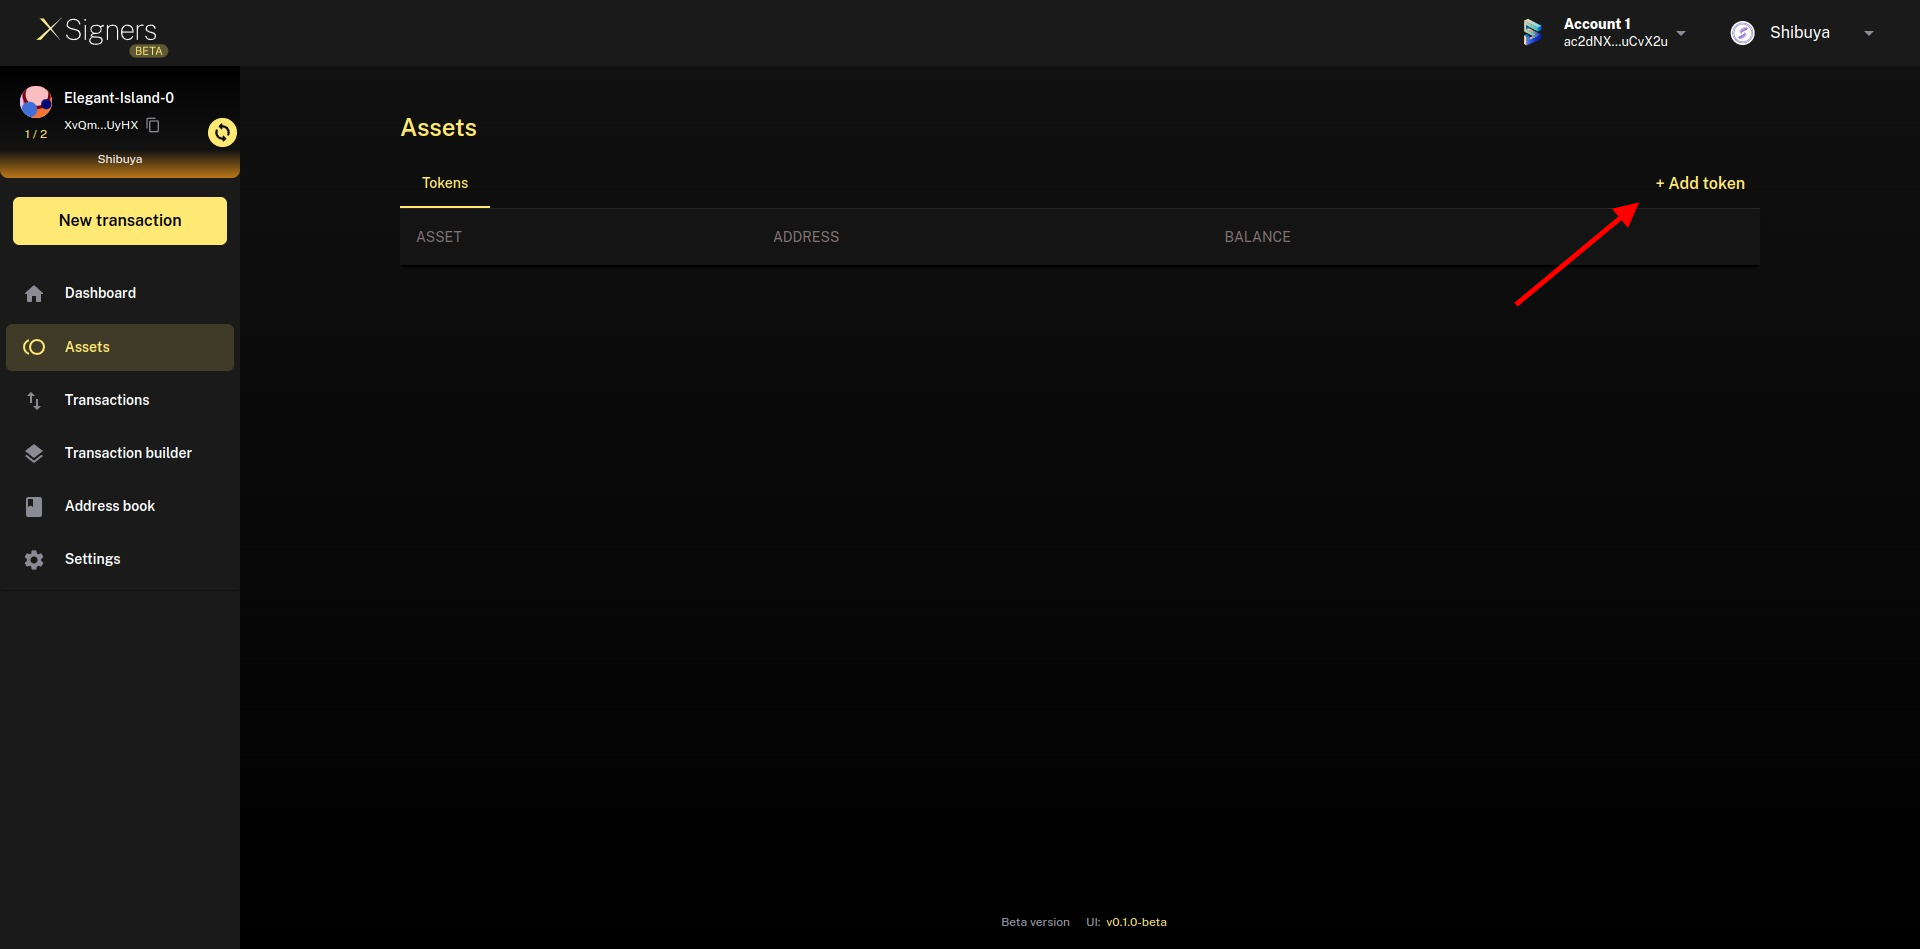 XSigners
BETA
Account 1
ac2dNX...uCvX2u
Shibuya
Elegant-Island-0
XvQm...UyHX
1 / 2
Shibuya
New transaction
Dashboard
Assets
Transactions
Transaction builder
Address book
Settings
Assets
Tokens
+ Add token
ASSET ADDRESS BALANCE
Beta version UI: v0.1.0-beta